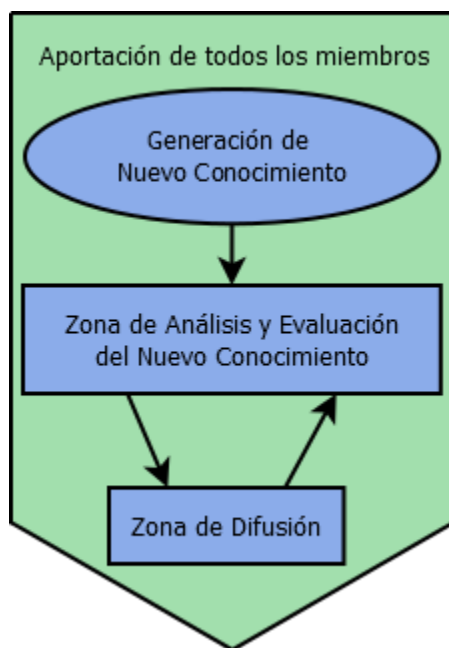 Aportación de todos los miembros
Generación de
Nuevo Conocimiento
Zona de Análisis y Evaluación
del Nuevo Conocimiento
Zona de Difusión